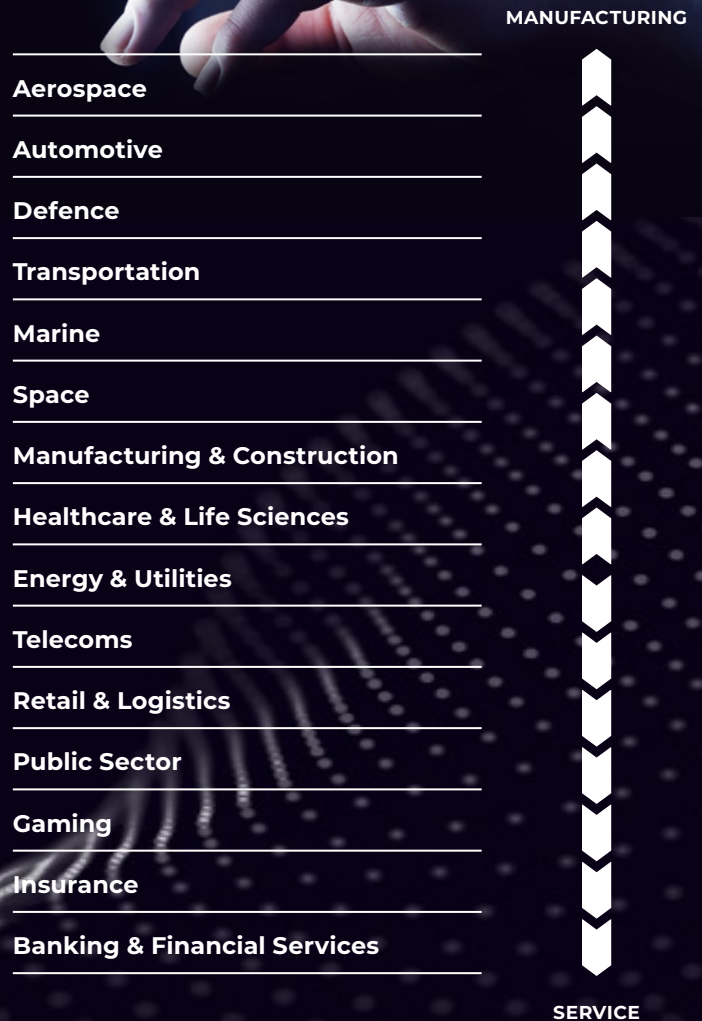 MANUFACTURING
Aerospace
Automotive
Defence
Transportation
Marine
Space
Manufacturing & Construction
Healthcare & Life Sciences
Energy & Utilities
Telecoms
Retail & Logistics
Public Sector
Gaming
Insurance
Banking & Financial Services
SERVICE